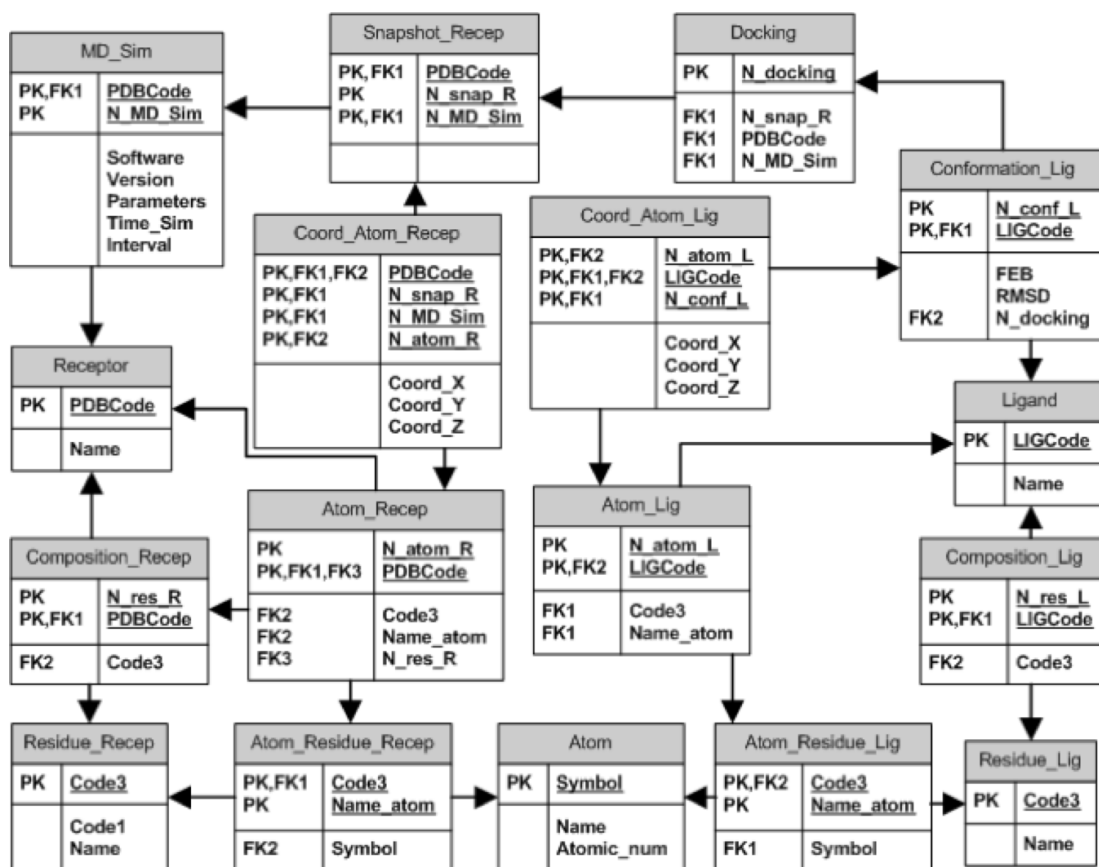 MD_Sim
PK,FK1 PDBCode
PK N_MD_Sim
Software
Version
Parameters
Time_Sim
Interval
Snapshot_Recep
PK,FK1 PDBCode
PK N_snap_R
PK,FK1 N_MD_Sim
Docking
PK N_docking
FK1 N_snap_R
FK1 PDBCode
FK1 N_MD_Sim
Conformation_Lig
PK N_conf_L
PK,FK1 LIGCode
FEB
RMSD
FK2 N_docking
Coord_Atom_Recep
PK,FK1,FK2 PDBCode
PK,FK1 N_snap_R
PK,FK1 N_MD_Sim
PK,FK2 N_atom_R
Coord_X
Coord_Y
Coord_Z
Coord_Atom_Lig
PK,FK2 N_atom_L
PK,FK1,FK2 LIGCode
PK,FK1 N_conf_L
Coord_X
Coord_Y
Coord_Z
Receptor
PK PDBCode
Name
Ligand
PK LIGCode
Name
Atom_Recep
PK N_atom_R
PK,FK1,FK3 PDBCode
FK2 Code3
FK2 Name_atom
FK3 N_res_R
Atom_Lig
PK N_atom_L
PK,FK2 LIGCode
FK1 Code3
FK1 Name_atom
Composition_Recep
PK N_res_R
PK,FK1 PDBCode
FK2 Code3
Composition_Lig
PK N_res_L
PK,FK1 LIGCode
FK2 Code3
Residue_Recep
PK Code3
Code1
Name
Atom_Residue_Recep
PK,FK1 Code3
PK Name_atom
FK2 Symbol
Atom
PK Symbol
Name
Atomic_num
Atom_Residue_Lig
PK,FK2 Code3
PK Name_atom
FK1 Symbol
Residue_Lig
PK Code3
Name